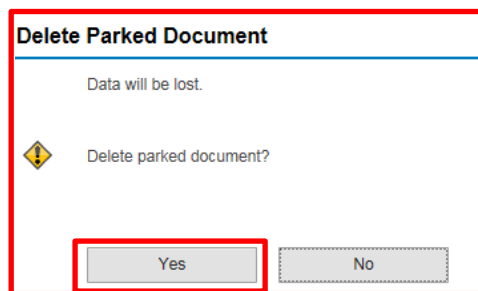 Delete Parked Document
Data will be lost.
Delete parked document?
Yes No